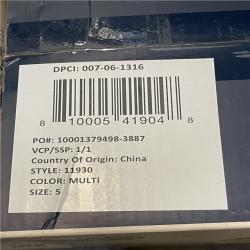 DPCI: 007-06-1316
8 10005 41904 8
PO#: 10001379498-3887
VCP/SSP: 1/1
Country Of Origin: China
STYLE: 11930
COLOR: MULTI
SIZE: 5